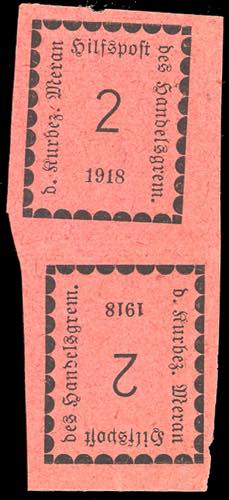 d. Kurbez. Meran
Hilfspost
des Handelsgrem.
2
1918
d. Kurbez. Meran
Hilfspost
des Handelsgrem.
2
1918